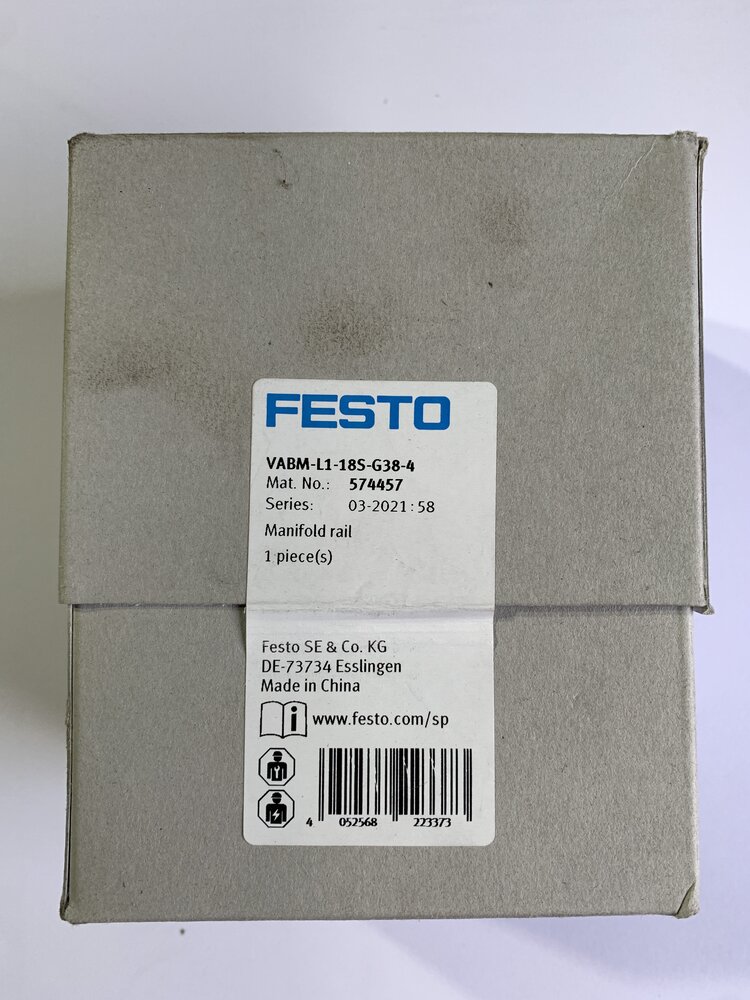 FESTO
VABM-L1-18S-G38-4
Mat. No.: 574457
Series: 03-2021:58
Manifold rail
1 piece(s)
Festo SE & Co. KG
DE-73734 Esslingen
Made in China
i www.festo.com/sp
4 052568 223373